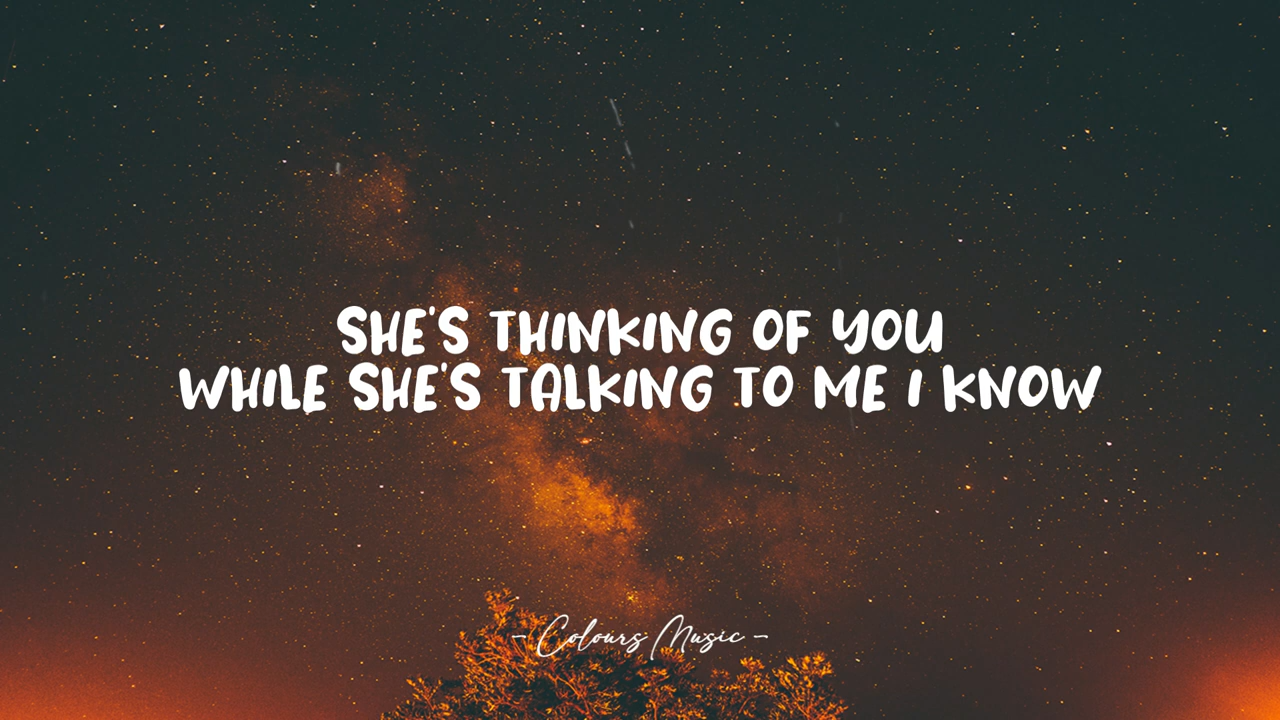 SHE'S THINKING OF YOU
WHILE SHE'S TALKING TO ME I KNOW
- Colours Music -